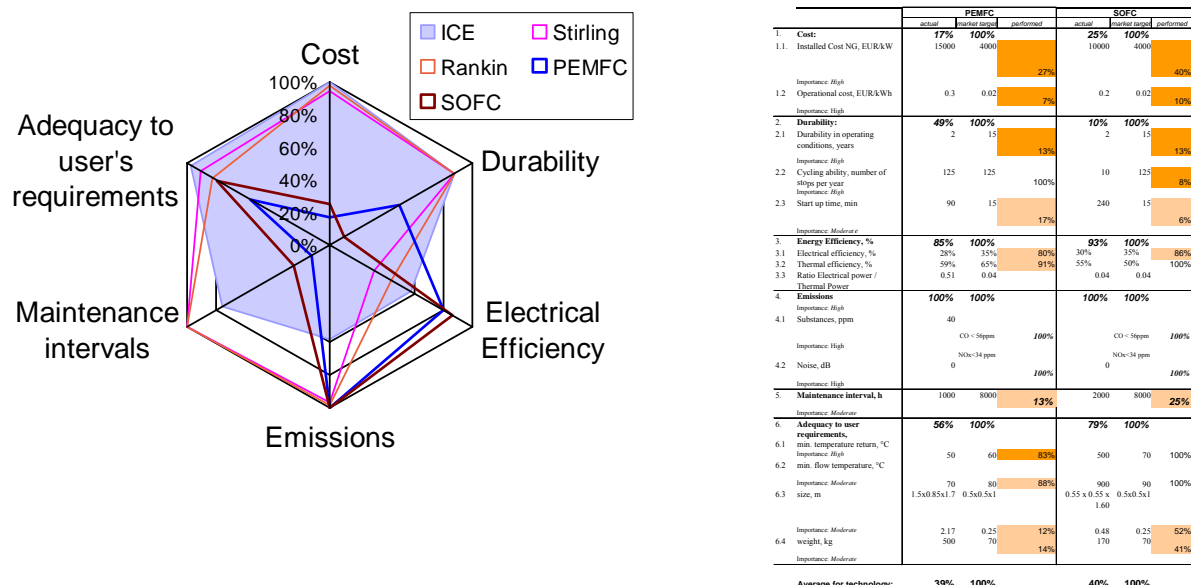 ICE Stirling
Rankin PEMFC
SOFC
Cost
100%
80%
60%
40%
20%
0%
Adequacy to
user's
requirements
Durability
Maintenance
intervals
Electrical
Efficiency
Emissions
PEMFC SOFC
actual market target performed actual market target performed
1. Cost: 17% 100% 25% 100%
1.1. Installed Cost NG, EUR/kW 15000 4000 10000 4000
27% 40%
Importance: High
1.2 Operational cost, EUR/kWh 0.3 0.02 0.2 0.02
7% 10%
Importance: High
2. Durability: 49% 100% 10% 100%
2.1 Durability in operating 2 15 2 15
conditions, years 13% 13%
Importance: High
2.2 Cycling ability, number of 125 125 10 125
stops per year 100% 8%
Importance: High
2.3 Start up time, min 90 15 240 15
17% 6%
Importance: Moderate
3. Energy Efficiency, % 85% 100% 93% 100%
3.1 Electrical efficiency, % 28% 35% 80% 30% 35% 86%
3.2 Thermal efficiency, % 59% 65% 91% 55% 50% 100%
3.3 Ratio Electrical power / 0.51 0.04 0.04 0.04
Thermal Power
4. Emissions 100% 100% 100% 100%
Importance: High
4.1 Substances, ppm 40
CO < 56ppm 100% CO < 56ppm 100%
Importance: High
NOx<34 ppm NOx<34 ppm
4.2 Noise, dB 0 0
100% 100%
Importance: High
5. Maintenance interval, h 1000 8000 13% 2000 8000 25%
Importance: Moderate
6. Adequacy to user 56% 100% 79% 100%
requirements,
6.1 min. temperature return, °C
Importance: High 50 60 83% 500 70 100%
6.2 min. flow temperature, °C
Importance: Moderate 70 80 88% 900 90 100%
6.3 size, m 1.5x0.85x1.7 0.5x0.5x1 0.55 x 0.55 x 0.5x0.5x1
1.60
Importance: Moderate 2.17 0.25 12% 0.48 0.25 52%
6.4 weight, kg 500 70 170 70
14% 41%
Importance: Moderate
Average for technology: 39% 100% 40% 100%